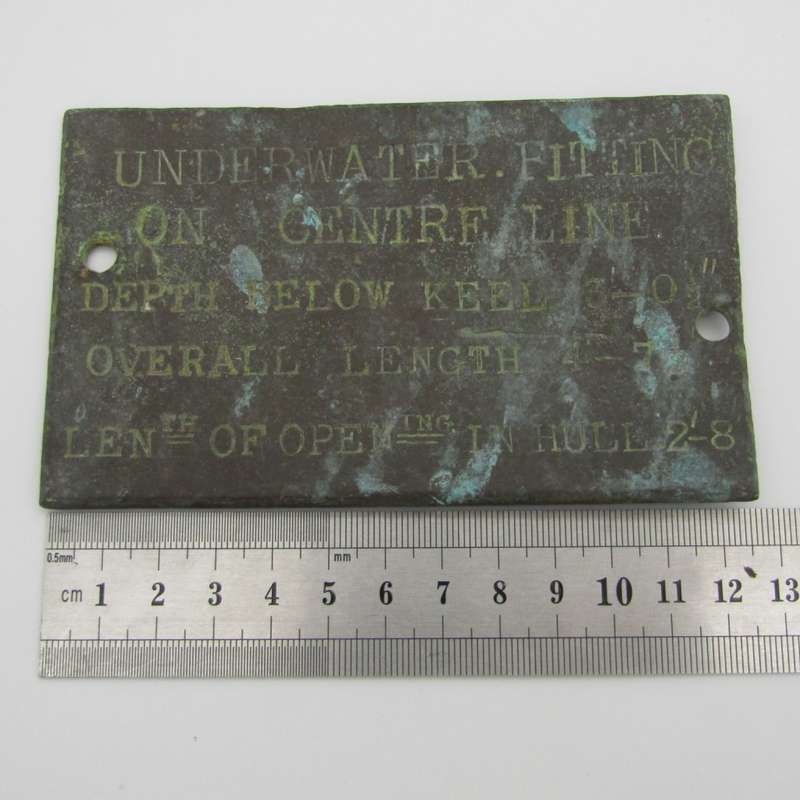 UNDERWATER. FITTING
ON CENTRE LINE
DEPTH BELOW KEEL
OVERALL LENGTH
LENTH OF OPENING. IN HULL 2'-8
0.5mm mm
cm 1 2 3 4 5 6 7 8 9 10 11 12 13